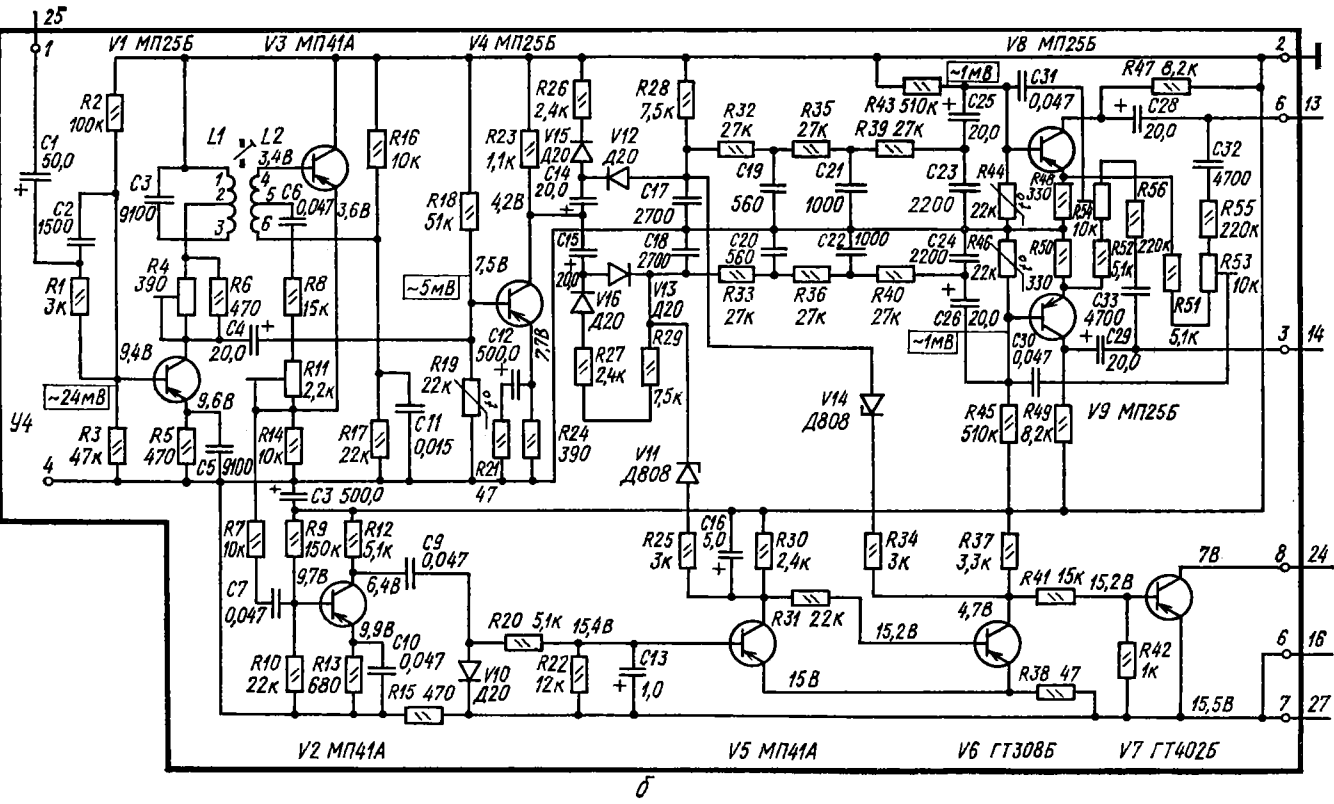 25
1
V1 МП25Б
V3 МП41А
V4 МП25Б
V8 МП25Б
2
R2
100к
C1
50,0
+
C2
1500
R1
3к
C3
9100
L1
L2
1
2
3
4
5
6
3,4В
C6
0,047
3,6В
R4
390
R6
470
C4
20,0
+
R8
15к
R11
2,2к
R16
10к
R18
51к
R23
1,1к
4,2В
7,5В
~5мВ
R19
22к
t°
C12
500,0
7,7В
R21
47
R24
390
R17
22к
C11
0,015
9,4В
~24мВ
9,6В
У4
R3
47к
R5
470
C5
9100
R14
10к
4
+
C3 500,0
R26
2,4к
V15
Д20
C14
20,0
+
V12
Д20
C15
+
20,0
V16
Д20
V13
Д20
R27
2,4к
R29
7,5к
R28
7,5к
C17
2700
C18
2700
R32
27к
R35
27к
R39 27к
C19
560
C21
1000
C23
2200
C20
560
C22
1000
C24
2200
R33
27к
R36
27к
R40
27к
R43 510к
~1мВ
+
C25
20,0
+
C26
20,0
~1мВ
C31
0,047
R44
22к
t°
R46
22к
t°
R48
330
R50
330
R54
10к
R52
5,1к
R56
220к
C33
4700
R51
5,1к
R47 8,2к
+
C28
20,0
6
13
C32
4700
R55
220к
R53
10к
C30
0,047
+
C29
20,0
3
14
V9 МП25Б
R45
510к
R49
8,2к
V14
Д808
V11
Д808
R7
10к
R9
150к
R12
5,1к
C9
0,047
C7
0,047
9,7В
6,4В
9,9В
R10
22к
R13
680
C10
0,047
R15 470
V10
Д20
R20 5,1к
15,4В
R22
12к
C13
+
1,0
R25
3к
C16
5,0
+
R30
2,4к
R31 22к
15,2В
15В
R34
3к
R37
3,3к
4,7В
R41 15к
15,2В
7В
8
24
R42
1к
R38 47
15,5В
6
16
7
27
V2 МП41А
V5 МП41А
V6 ГТ308Б
V7 ГТ402Б
б